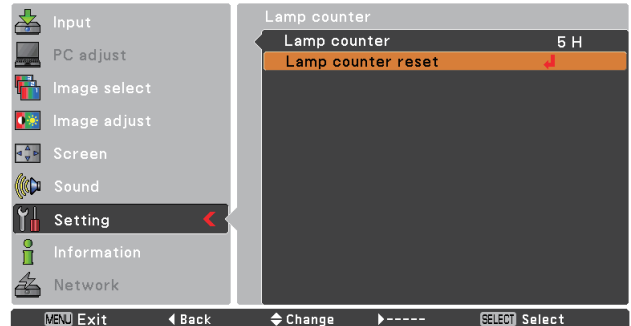 Input
PC adjust
Image select
Image adjust
Screen
Sound
Setting
Information
Network
Lamp counter
Lamp counter 5 H
Lamp counter reset
MENU Exit Back Change ----- SELECT Select